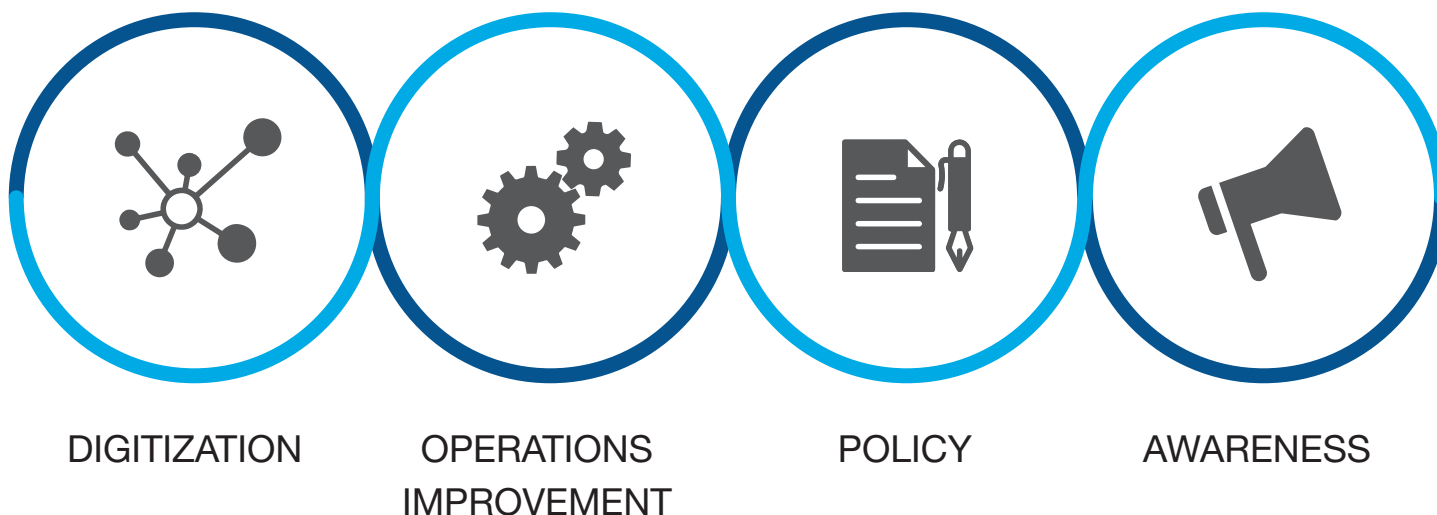 DIGITIZATION
OPERATIONS
IMPROVEMENT
POLICY
AWARENESS